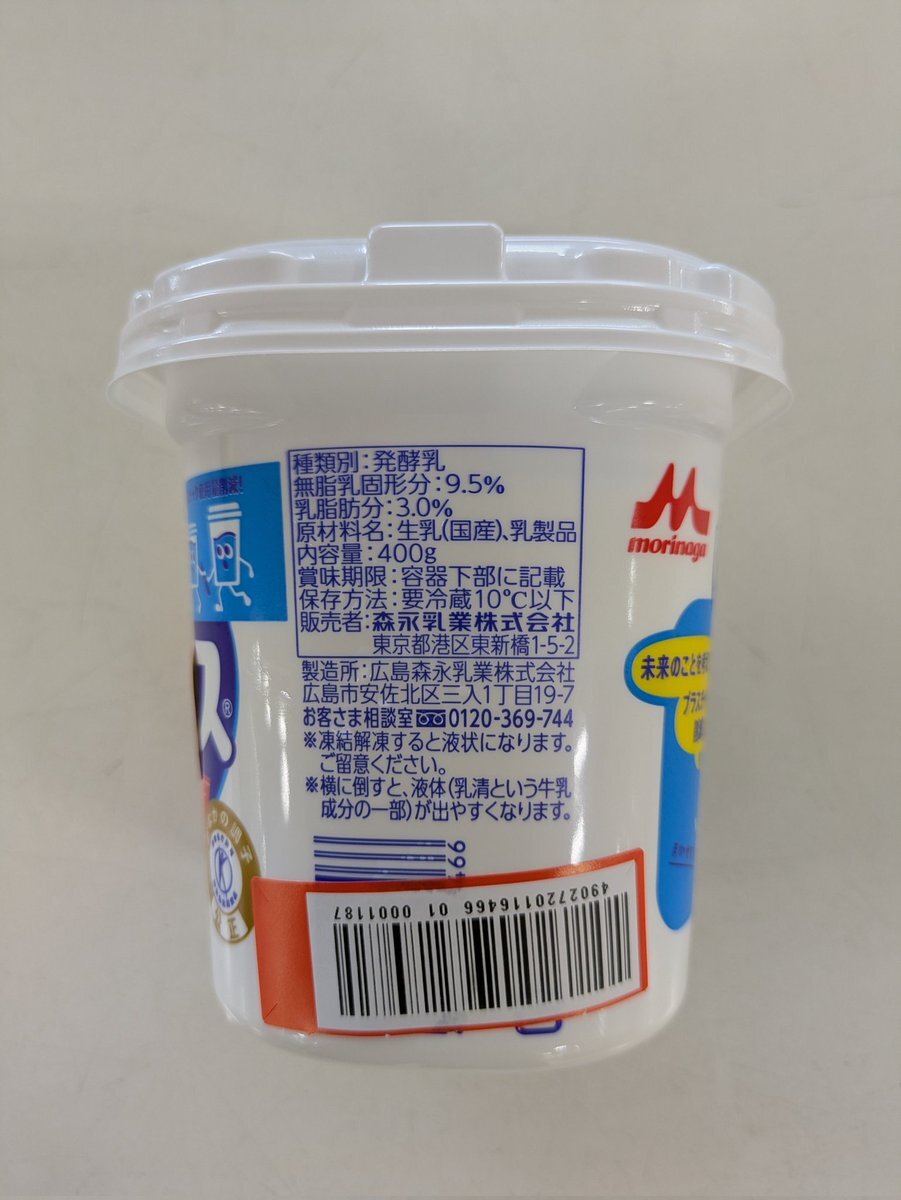 種類別：発酵乳
無脂乳固形分：9.5%
乳脂肪分：3.0%
原材料名：生乳(国産)、乳製品
内容量：400g
賞味期限：容器下部に記載
保存方法：要冷蔵10℃以下
販売者：森永乳業株式会社
東京都港区東新橋1-5-2
製造所：広島森永乳業株式会社
広島市安佐北区三入1丁目19-7
お客さま相談室 0120-369-744
※凍結解凍すると液状になります。
ご留意ください。
※横に倒すと、液体(乳清という牛乳
成分の一部)が出やすくなります。
morinaga
未来のことを
プラス
ス®
の調子
正
4902720116466 01 0001187